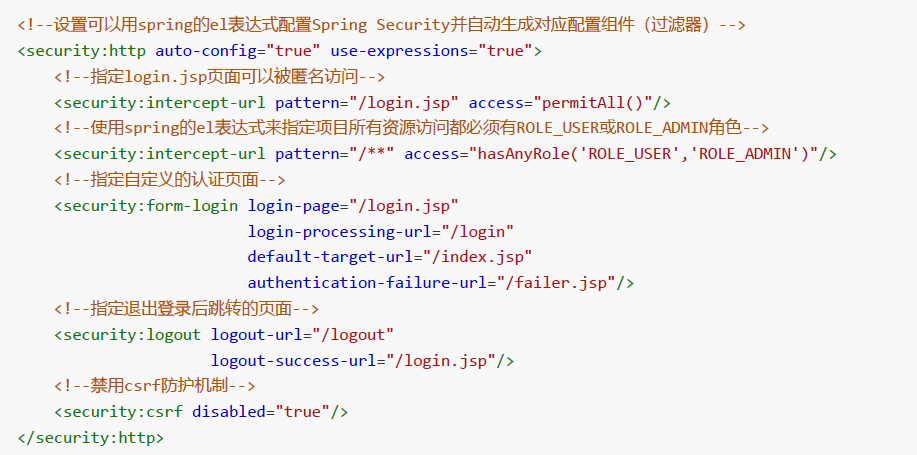 <!--设置可以用spring的el表达式配置Spring Security并自动生成对应配置组件（过滤器）-->
<security:http auto-config="true" use-expressions="true">
    <!--指定login.jsp页面可以被匿名访问-->
    <security:intercept-url pattern="/login.jsp" access="permitAll()"/>
    <!--使用spring的el表达式来指定项目所有资源访问都必须有ROLE_USER或ROLE_ADMIN角色-->
    <security:intercept-url pattern="/**" access="hasAnyRole('ROLE_USER','ROLE_ADMIN')"/>
    <!--指定自定义的认证页面-->
    <security:form-login login-page="/login.jsp"
                         login-processing-url="/login"
                         default-target-url="/index.jsp"
                         authentication-failure-url="/failer.jsp"/>
    <!--指定退出登录后跳转的页面-->
    <security:logout logout-url="/logout"
                     logout-success-url="/login.jsp"/>
    <!--禁用csrf防护机制-->
    <security:csrf disabled="true"/>
</security:http>